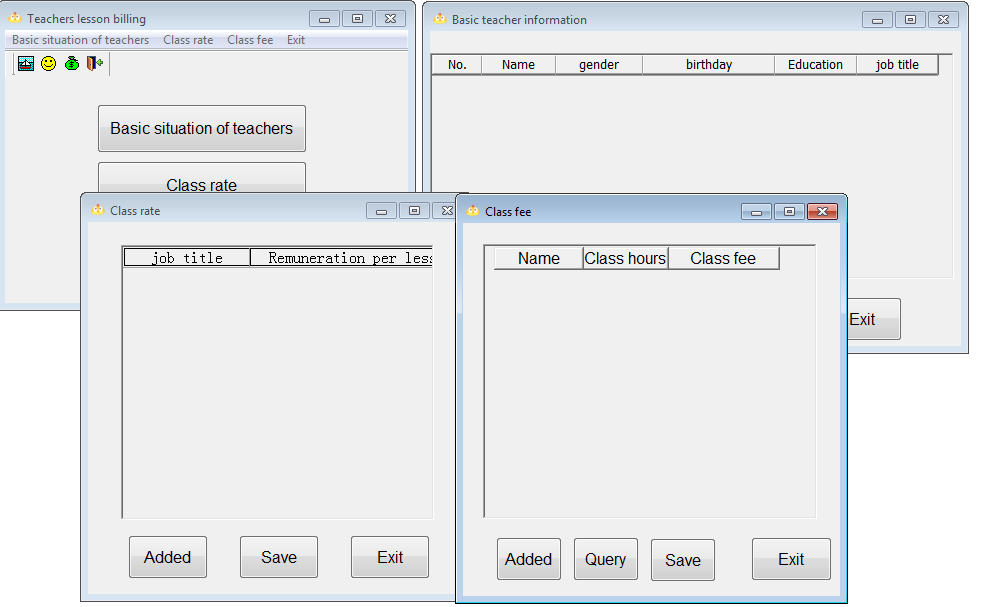 Teachers lesson billing
Basic situation of teachers Class rate Class fee Exit
Basic situation of teachers
Class rate
Basic teacher information
No. Name gender birthday Education job title
Exit
Class rate
job title Remuneration per less
Added Save Exit
Class fee
Name Class hours Class fee
Added Query Save Exit